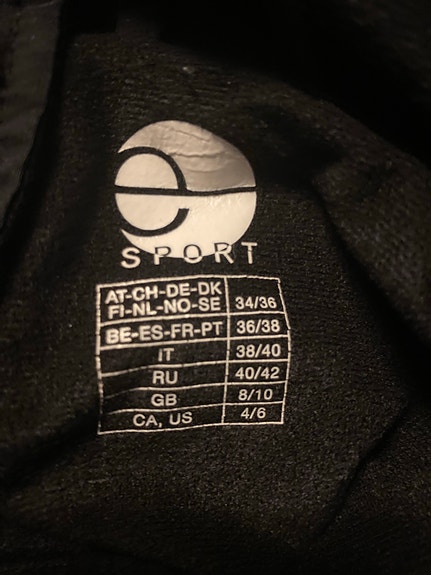 e
SPORT
AT-CH-DE-DK
FI-NL-NO-SE 34/36
BE-ES-FR-PT 36/38
IT 38/40
RU 40/42
GB 8/10
CA, US 4/6